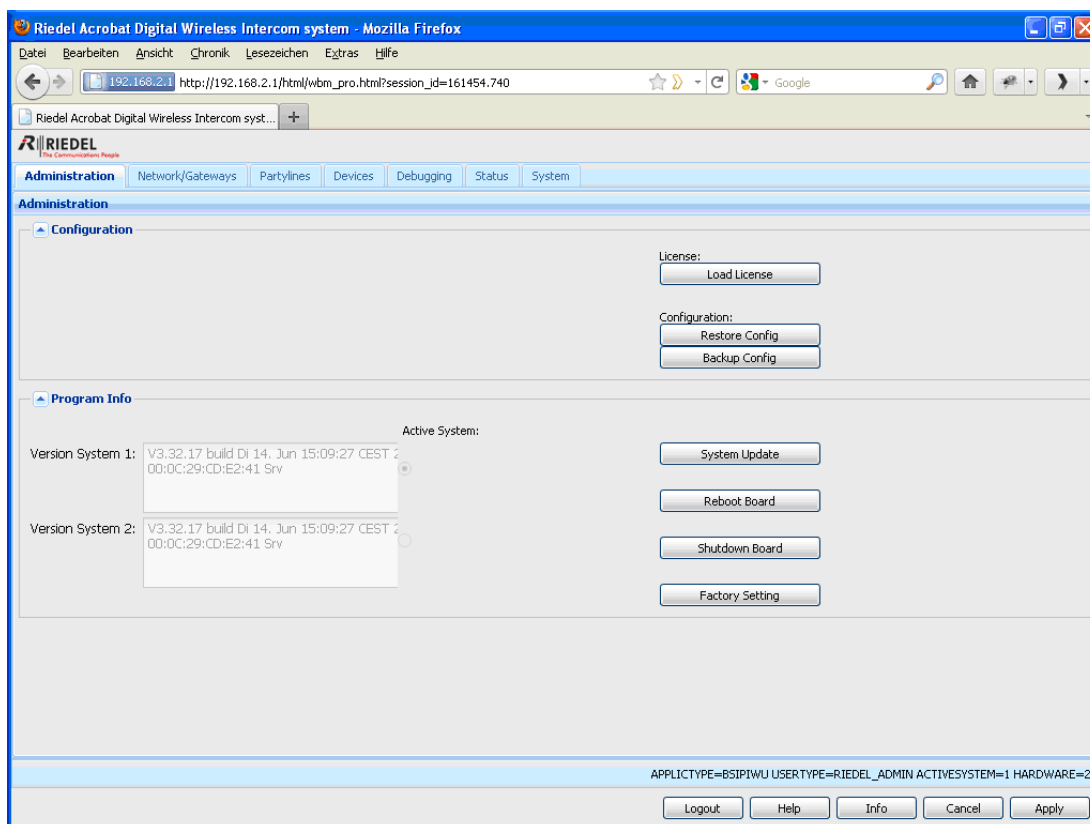 Riedel Acrobat Digital Wireless Intercom system - Mozilla Firefox
Datei Bearbeiten Ansicht Chronik Lesezeichen Extras Hilfe
192.168.2.1 http://192.168.2.1/html/wbm_pro.html?session_id=161454.740 Google
Riedel Acrobat Digital Wireless Intercom syst... +
RIEDEL
The Communications People
Administration Network/Gateways Partylines Devices Debugging Status System
Administration
Configuration
License:
Load License
Configuration:
Restore Config
Backup Config
Program Info
Active System:
Version System 1: V3.32.17 build Di 14. Jun 15:09:27 CEST 2
00:0C:29:CD:E2:41 Srv
System Update
Reboot Board
Version System 2: V3.32.17 build Di 14. Jun 15:09:27 CEST 2
00:0C:29:CD:E2:41 Srv
Shutdown Board
Factory Setting
APPLICTYPE=BSIPIWU USERTYPE=RIEDEL_ADMIN ACTIVESYSTEM=1 HARDWARE=2
Logout Help Info Cancel Apply